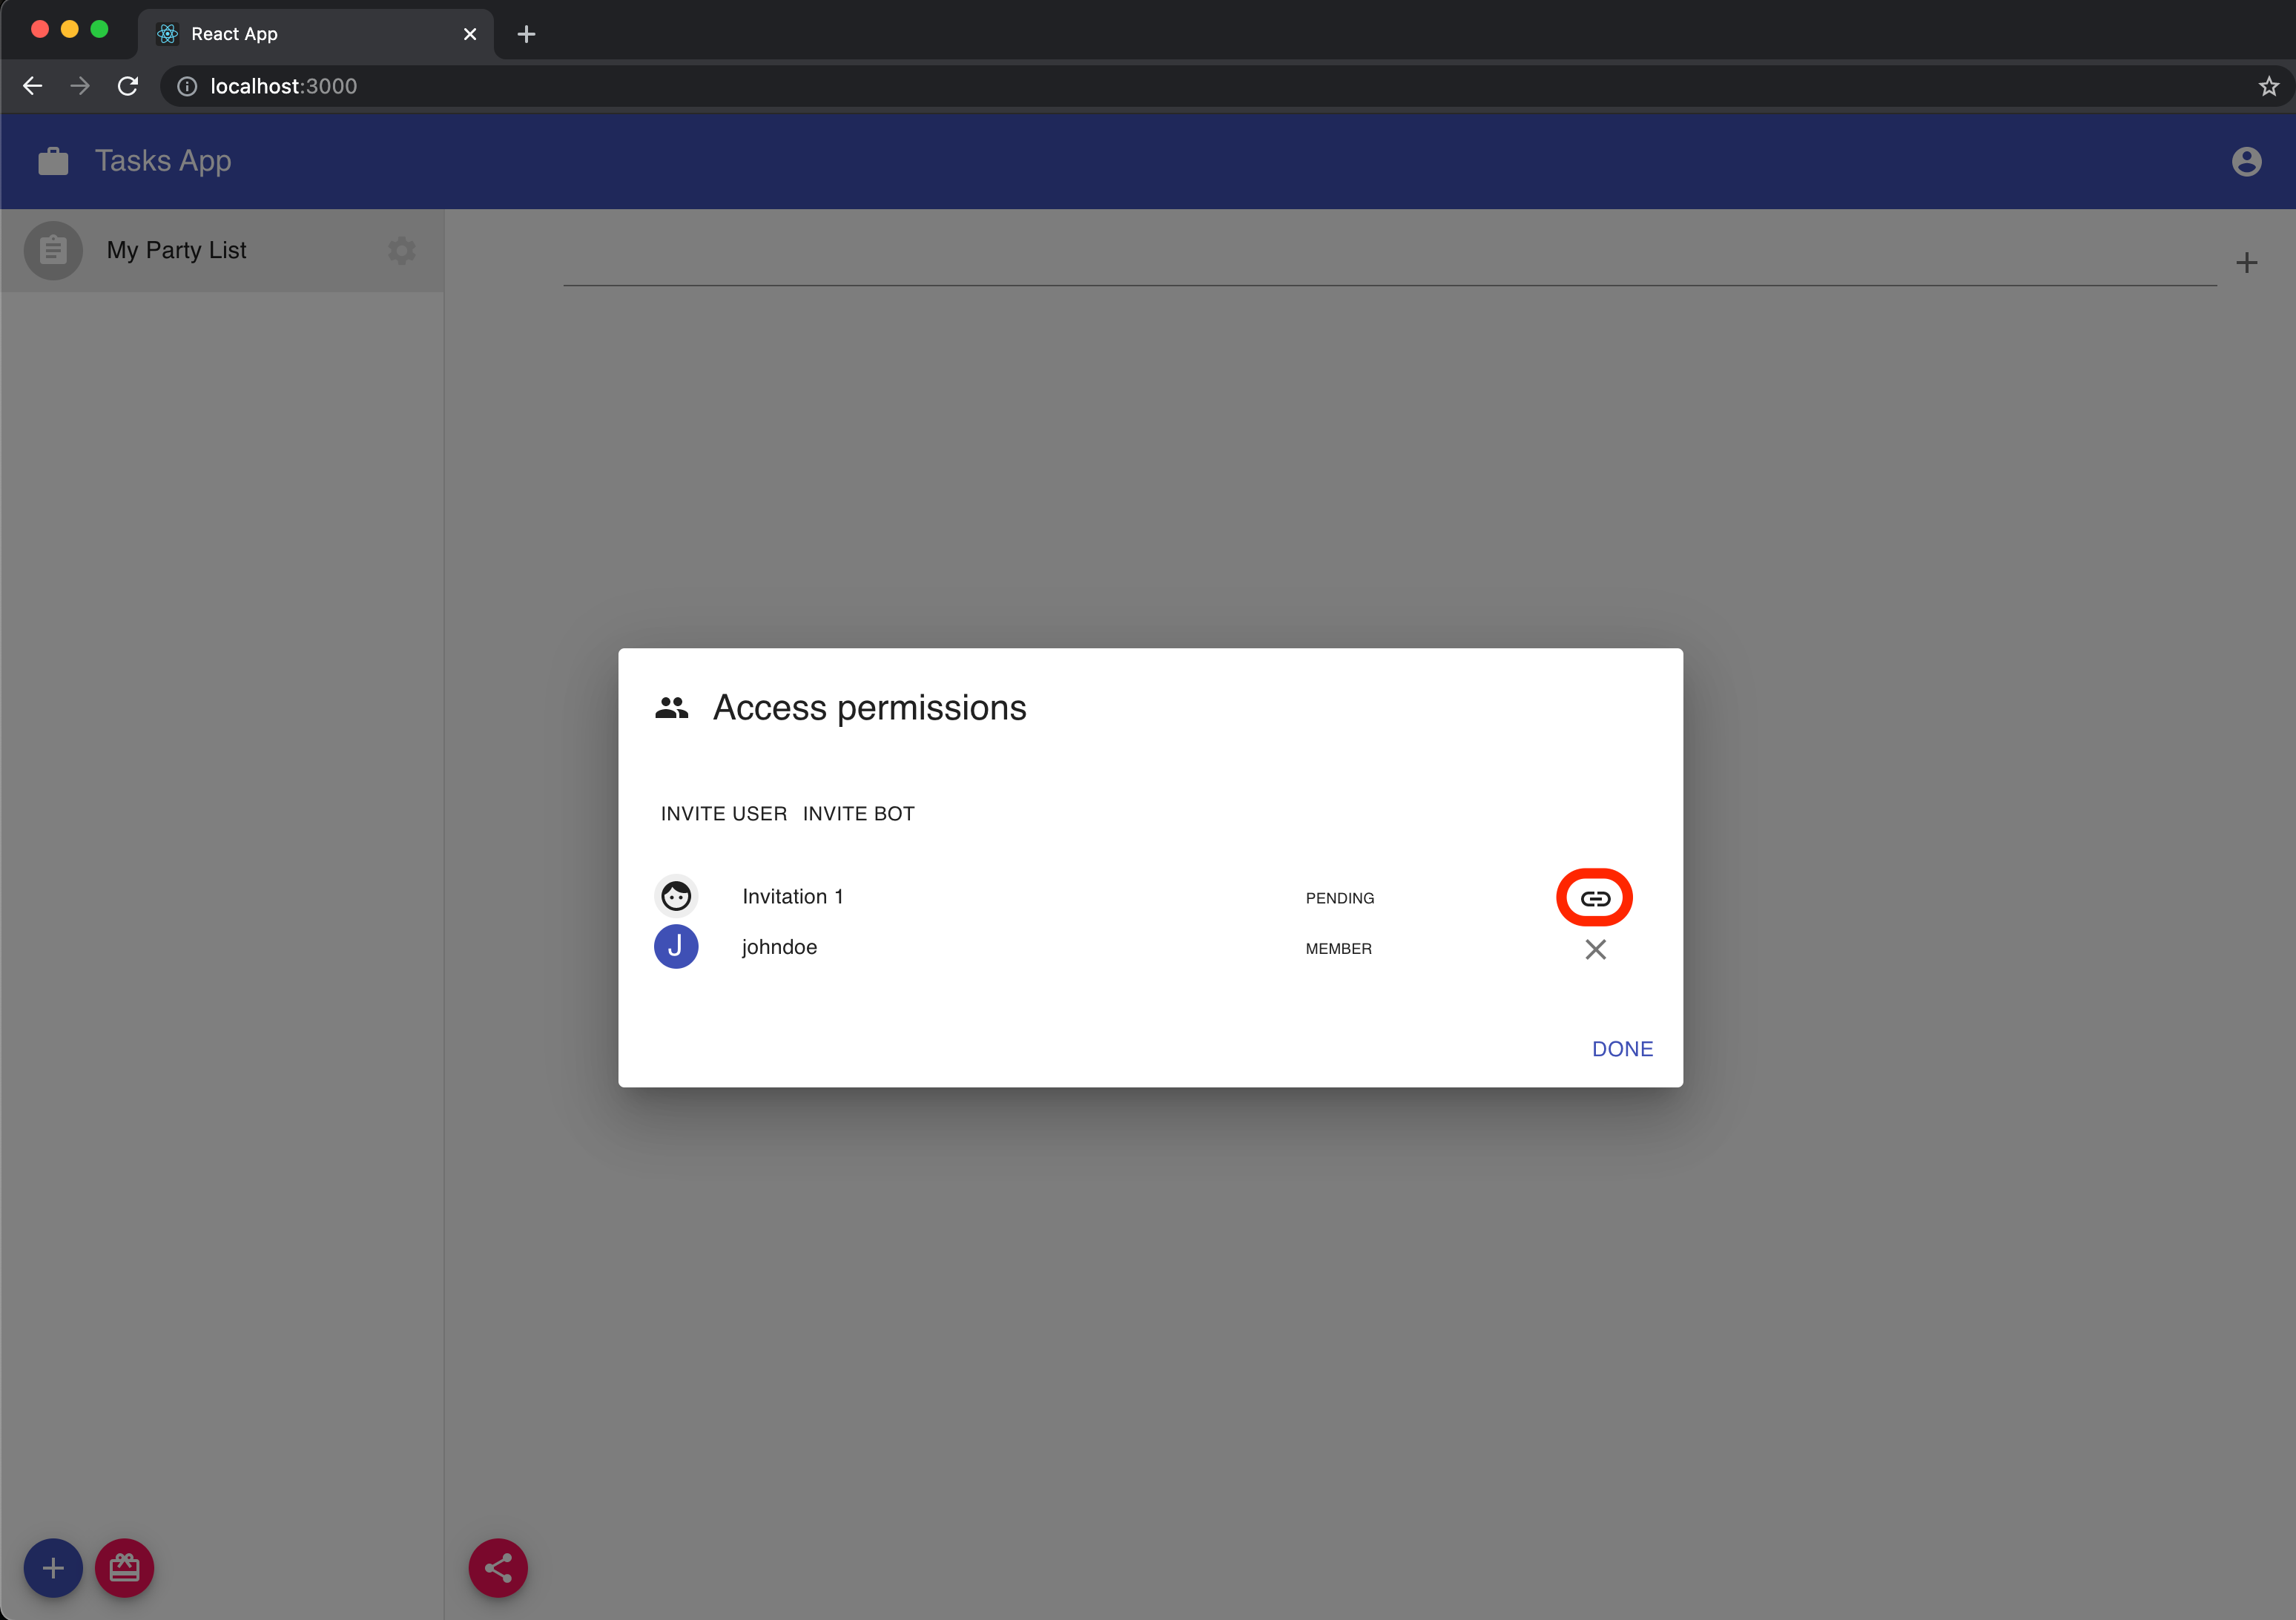 React App
localhost:3000
Tasks App
My Party List
Access permissions
INVITE USER INVITE BOT
Invitation 1 PENDING
J johndoe MEMBER
DONE